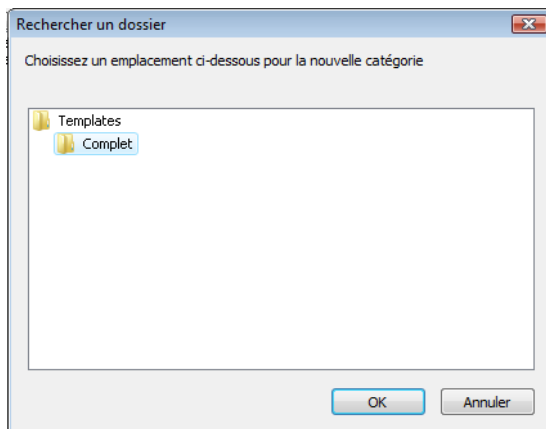 Rechercher un dossier
Choisissez un emplacement ci-dessous pour la nouvelle catégorie
Templates
Complet
OK
Annuler